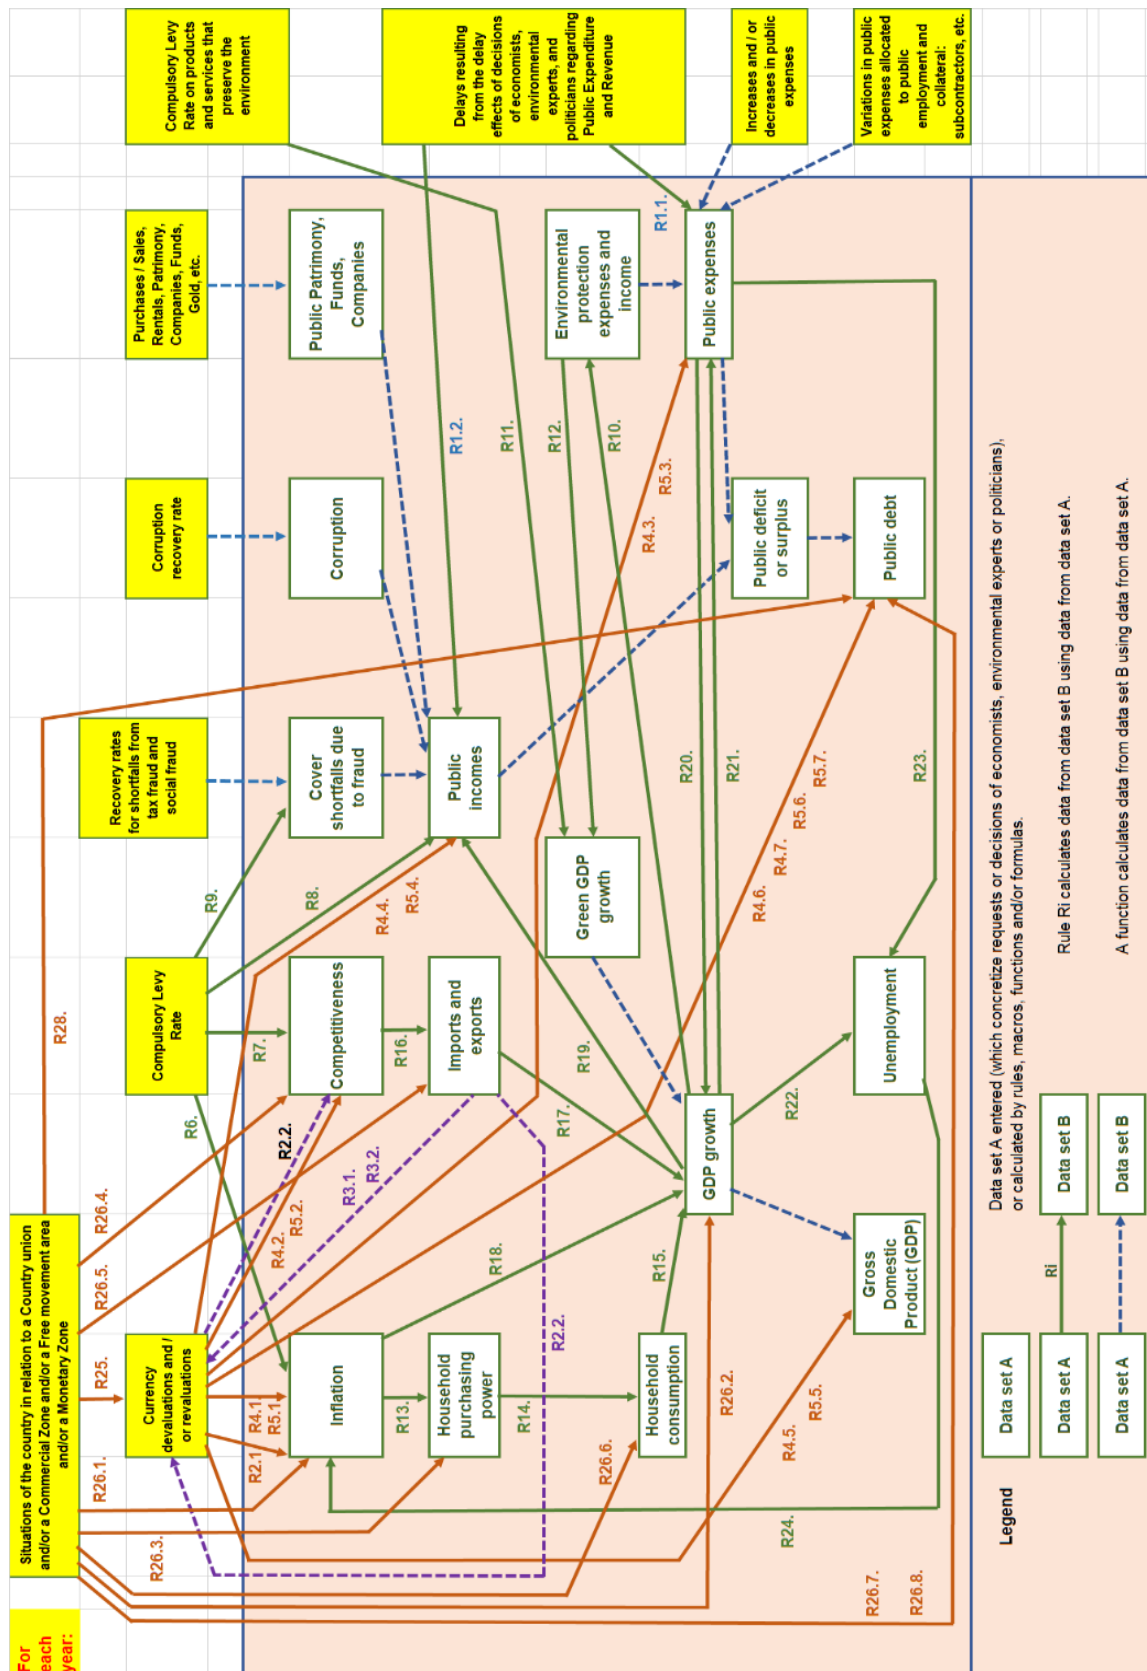 For
each
year:
Situations of the country in relation to a Country union
and/or a Commercial Zone and/or a Free movement area
and/or a Monetary Zone
R28.
Recovery rates
for shortfalls from
tax fraud and
social fraud
Corruption
recovery rate
Purchases / Sales,
Rentals, Patrimony,
Companies, Funds,
Gold, etc.
Compulsory Levy
Rate on products
and services that
preserve the
environment
R26.1.
R25.
R26.5.
R26.4.
Currency
devaluations and /
or revaluations
Compulsory Levy
Rate
R26.3.
R2.1
R4.1.
R5.1.
R6.
R7.
R9.
R2.2.
R4.2.
R5.2.
R8.
Inflation
Competitiveness
Cover
shortfalls due
to fraud
Corruption
Public Patrimony,
Funds,
Companies
R3.1.
R3.2.
R4.4.
R5.4.
R13.
R16.
Household
purchasing
power
Imports and
exports
Public
incomes
R1.2.
Delays resulting
from the delay
effects of decisions
of economists,
environmental
experts, and
politicians regarding
Public Expenditure
and Revenue
R14.
R18.
R2.2.
R17.
R19.
R11.
R12.
R10.
Green GDP
growth
Environmental
protection
expenses and
income
R26.6.
Household
consumption
R15.
R4.3.
R5.3.
R1.1.
R26.2.
GDP growth
R20.
R21.
Public expenses
Increases and / or
decreases in public
expenses
R24.
R4.5.
R5.5.
R22.
R4.6.
R4.7.
R5.6.
R5.7.
Public deficit
or surplus
R26.7.
R26.8.
Gross
Domestic
Product (GDP)
Unemployment
R23.
Public debt
Variations in public
expenses allocated
to public
employment and
collateral:
subcontractors, etc.
Legend
Data set A
Data set A entered (which concretize requests or decisions of economists, environmental experts or politicians),
or calculated by rules, macros, functions and/or formulas.
Data set A
Ri
Data set B
Rule Ri calculates data from data set B using data from data set A.
Data set A
Data set B
A function calculates data from data set B using data from data set A.